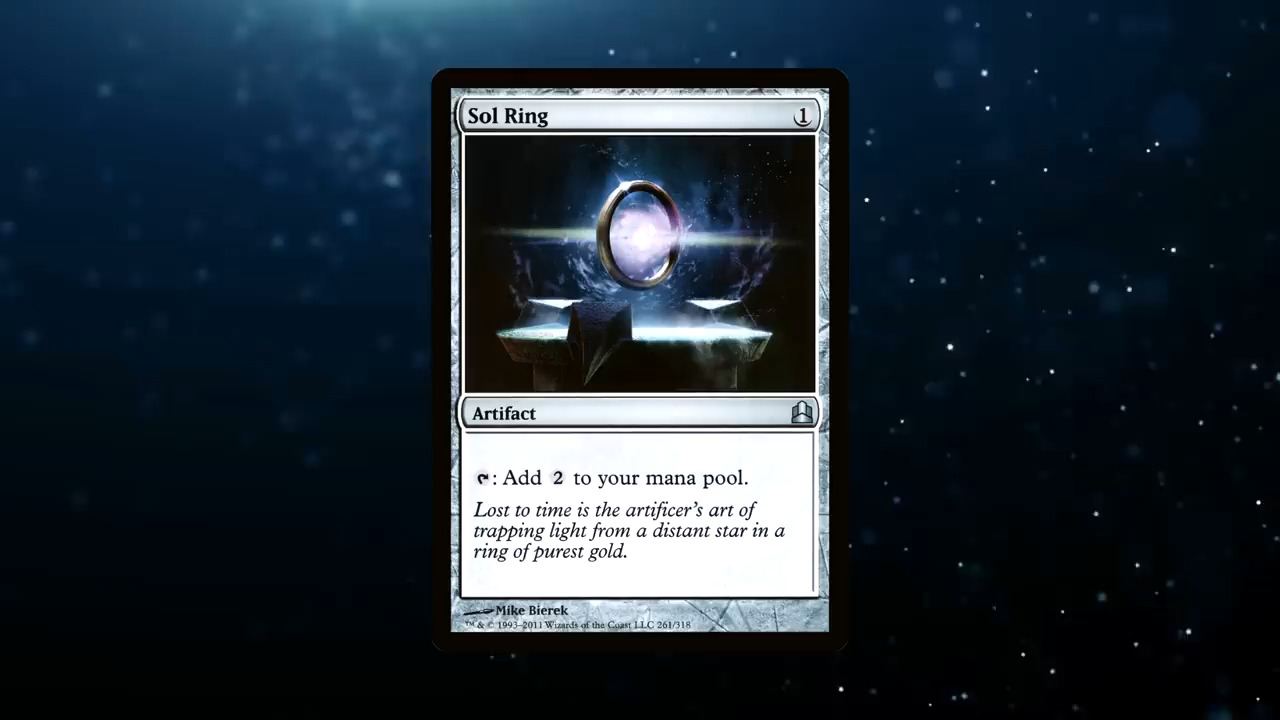 Sol Ring 1
Artifact
: Add 2 to your mana pool.
Lost to time is the artificer's art of
trapping light from a distant star in a
ring of purest gold.
Mike Bierek
™ & © 1993–2011 Wizards of the Coast LLC 261/318